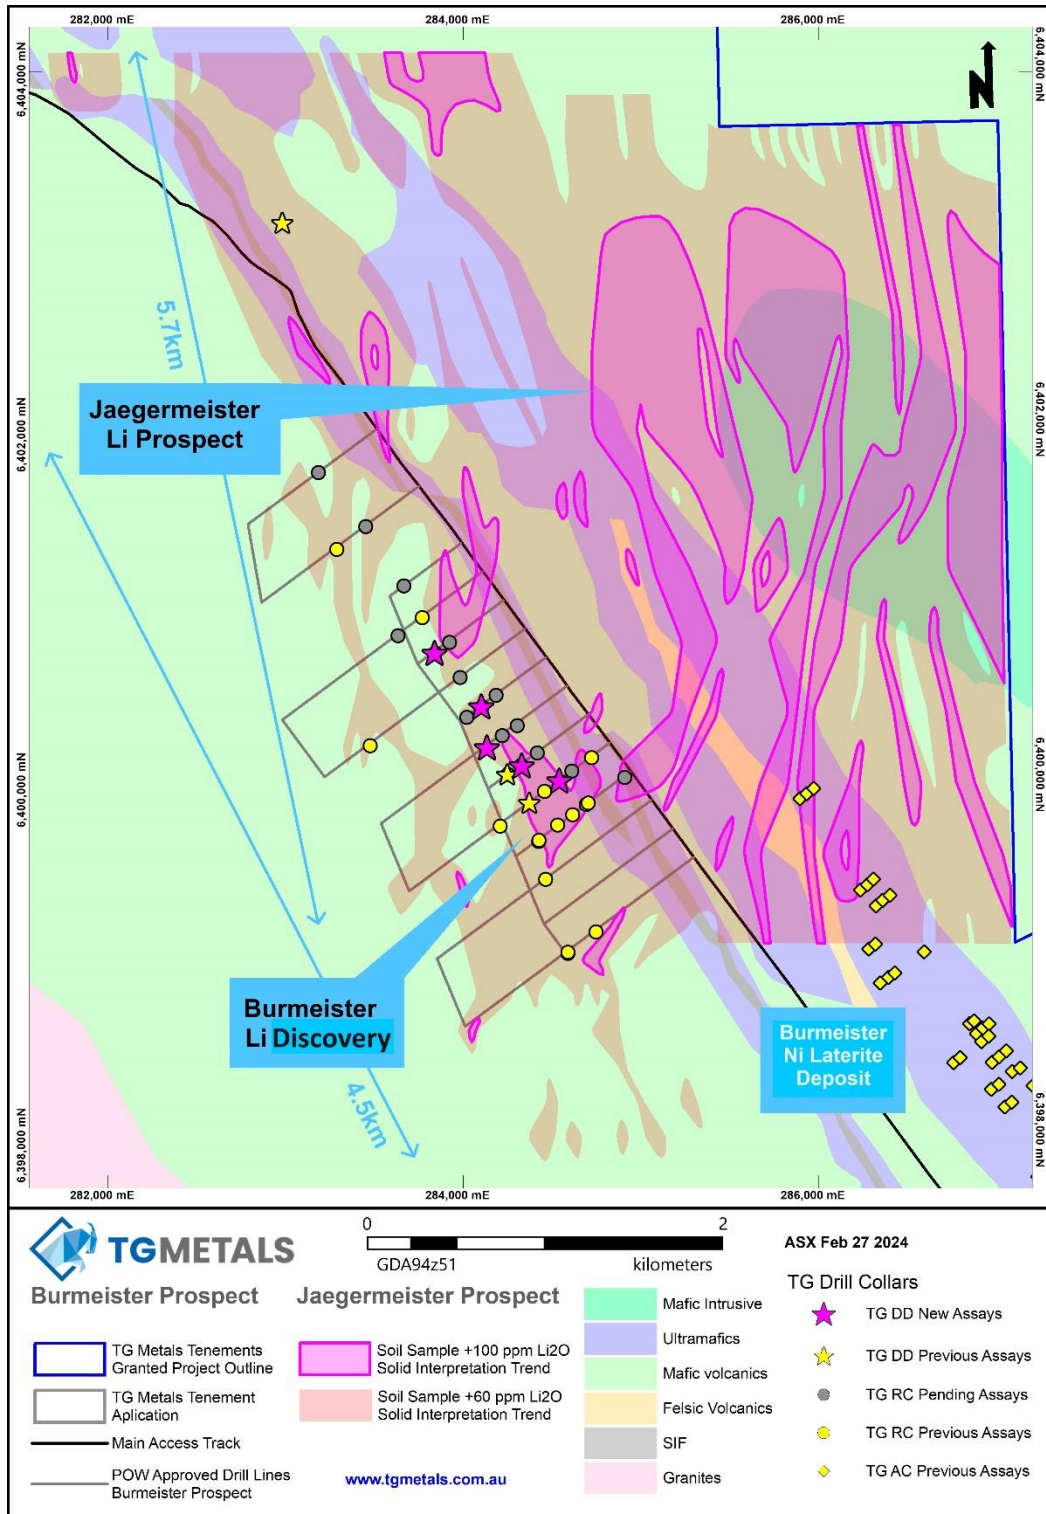 282,000 mE
284,000 mE
286,000 mE
6,404,000 mN
6,404,000 mN
N
5.7km
Jaegermeister
Li Prospect
6,402,000 mN
6,402,000 mN
6,400,000 mN
6,400,000 mN
Burmeister
Li Discovery
Burmeister
Ni Laterite
Deposit
4.5km
6,398,000 mN
6,398,000 mN
282,000 mE
284,000 mE
286,000 mE
TGMETALS
0
2
GDA94z51
kilometers
ASX Feb 27 2024
Burmeister Prospect
TG Metals Tenements
Granted Project Outline
TG Metals Tenement
Aplication
Main Access Track
POW Approved Drill Lines
Burmeister Prospect
Jaegermeister Prospect
Soil Sample +100 ppm Li2O
Solid Interpretation Trend
Soil Sample +60 ppm Li2O
Solid Interpretation Trend
www.tgmetals.com.au
Mafic Intrusive
Ultramafics
Mafic volcanics
Felsic Volcanics
SIF
Granites
TG Drill Collars
TG DD New Assays
TG DD Previous Assays
TG RC Pending Assays
TG RC Previous Assays
TG AC Previous Assays